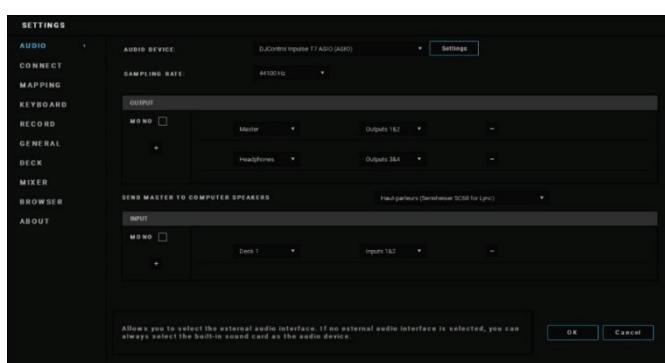 SETTINGS
AUDIO
CONNECT
MAPPING
KEYBOARD
RECORD
GENERAL
DECK
MIXER
BROWSER
ABOUT
AUDIO DEVICE: DJControl Inpulse T7 ASIO (ASIO) Settings
SAMPLING RATE: 44100 Hz
OUTPUT
MONO
+
Master Outputs 1&2 −
Headphones Outputs 3&4 −
SEND MASTER TO COMPUTER SPEAKERS Haut-parleurs (Sennheiser SC60 for Lync)
INPUT
MONO
+
Deck 1 Inputs 1&2 −
Allows you to select the external audio interface. If no external audio interface is selected, you can
always select the built-in sound card as the audio device.
OK Cancel